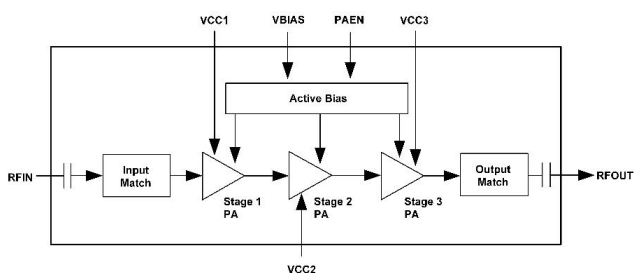 VCC1
VBIAS
PAEN
VCC3
Active Bias
RFIN
Input
Match
Stage 1
PA
Stage 2
PA
Stage 3
PA
Output
Match
RFOUT
VCC2